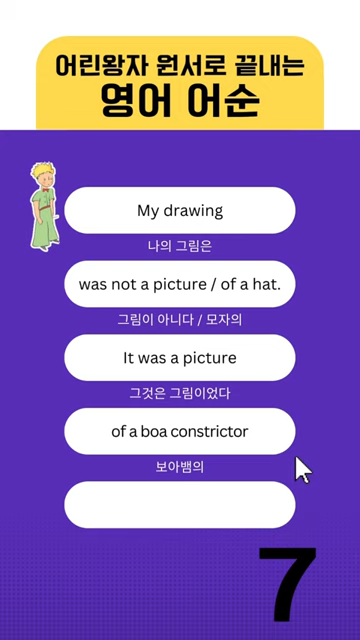 어린왕자 원서로 끝내는
영어 어순
My drawing
나의 그림은
was not a picture / of a hat.
그림이 아니다 / 모자의
It was a picture
그것은 그림이었다
of a boa constrictor
보아뱀의
7